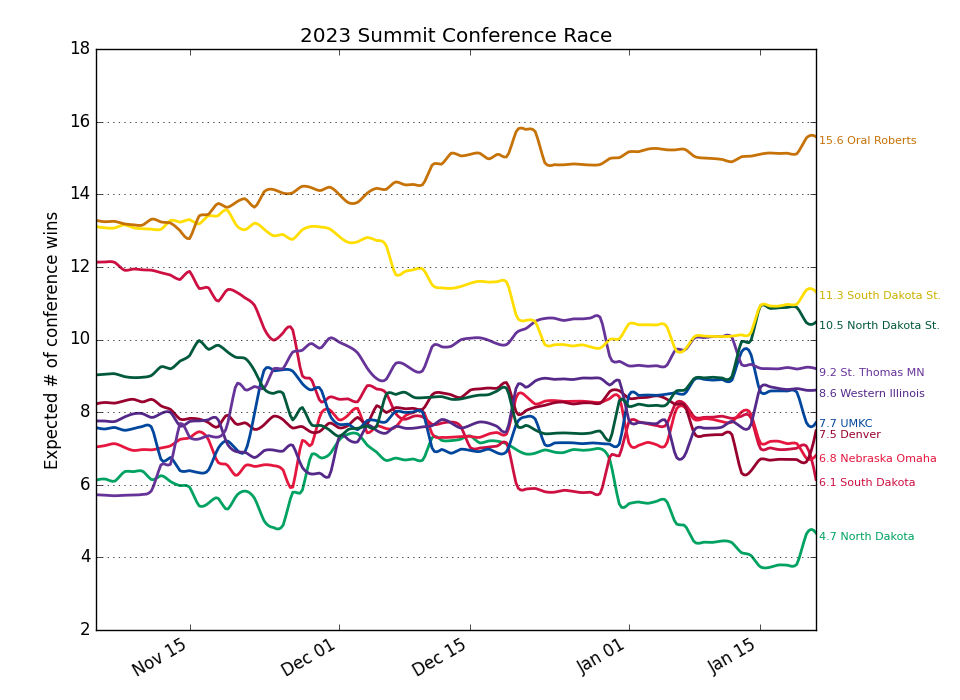 2023 Summit Conference Race
Expected # of conference wins
18
16
14
12
10
8
6
4
2
Nov 15
Dec 01
Dec 15
Jan 01
Jan 15
15.6 Oral Roberts
11.3 South Dakota St.
10.5 North Dakota St.
9.2 St. Thomas MN
8.6 Western Illinois
7.7 UMKC
7.5 Denver
6.8 Nebraska Omaha
6.1 South Dakota
4.7 North Dakota